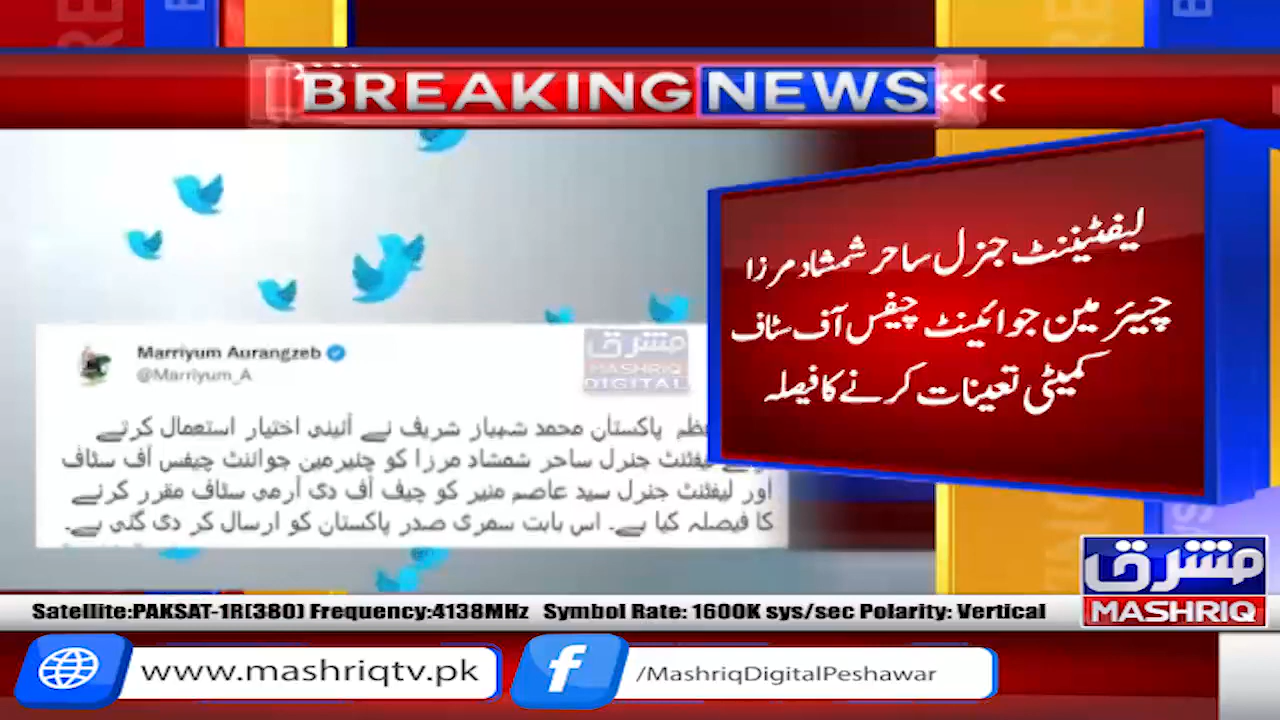 BREAKING NEWS
لیفٹیننٹ جنرل ساحر شمشاد مرزا
چیئرمین جوائینٹ چیفس آف سٹاف
کمیٹی تعینات کرنے کا فیصلہ
Marriyum Aurangzeb
@Marriyum_A
مشرق
MASHRIQ
DIGITAL
پاکستان محمد شہباز شریف نے آئینی اختیار استعمال کرتے
لیفٹنٹ جنرل ساحر شمشاد مرزا کو چئیرمین جوائنٹ چیفس آف سٹاف
اور لیفٹنٹ جنرل سید عاصم منیر کو چیف آف دی آرمی سٹاف مقرر کرنے
کا فیصلہ کیا ہے۔ اس بابت سمری صدر پاکستان کو ارسال کر دی گئی ہے۔
مشرق
MASHRIQ
Satellite:PAKSAT-1R(380) Frequency:4138MHz Symbol Rate: 1600K sys/sec Polarity: Vertical
www.mashriqtv.pk
f /MashriqDigitalPeshawar